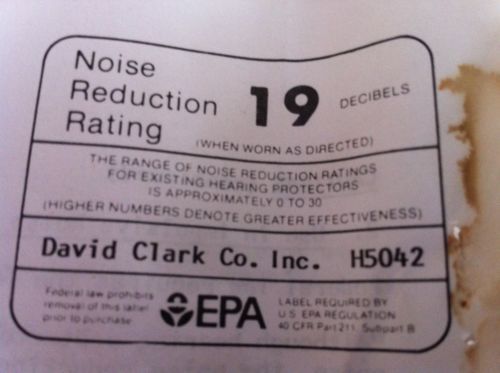 Noise
Reduction
Rating
19 DECIBELS
(WHEN WORN AS DIRECTED)
THE RANGE OF NOISE REDUCTION RATINGS
FOR EXISTING HEARING PROTECTORS
IS APPROXIMATELY 0 TO 30
(HIGHER NUMBERS DENOTE GREATER EFFECTIVENESS)
David Clark Co. Inc. H5042
Federal law prohibits
removal of this label
prior to purchase
EPA
LABEL REQUIRED BY
U.S. EPA REGULATION
40 CFR Part 211, Subpart B